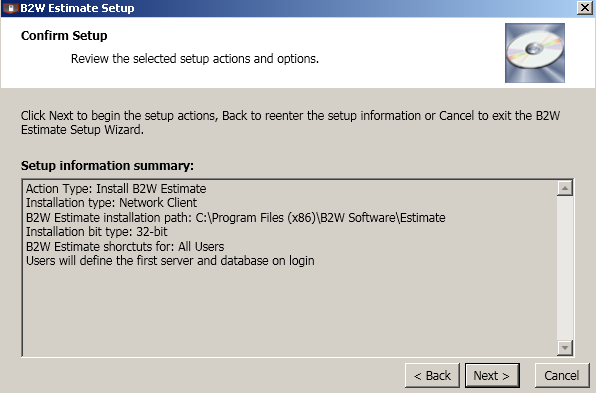 B2W Estimate Setup
Confirm Setup
Review the selected setup actions and options.
Click Next to begin the setup actions, Back to reenter the setup information or Cancel to exit the B2W
Estimate Setup Wizard.
Setup information summary:
Action Type: Install B2W Estimate
Installation type: Network Client
B2W Estimate installation path: C:\Program Files (x86)\B2W Software\Estimate
Installation bit type: 32-bit
B2W Estimate shorctuts for: All Users
Users will define the first server and database on login
< Back
Next >
Cancel